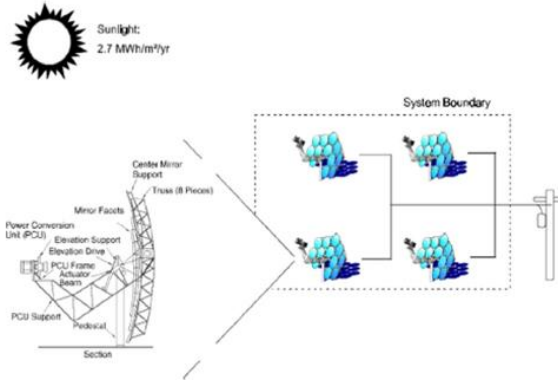 Sunlight:
2.7 MWh/m²/yr
System Boundary
Center Mirror
Support
Truss (8 Pieces)
Mirror Facets
Power Conversion
Unit (PCU)
Elevation Support
Elevation Drive
PCU Frame
Actuator
Beam
PCU Support
Pedestal
Section